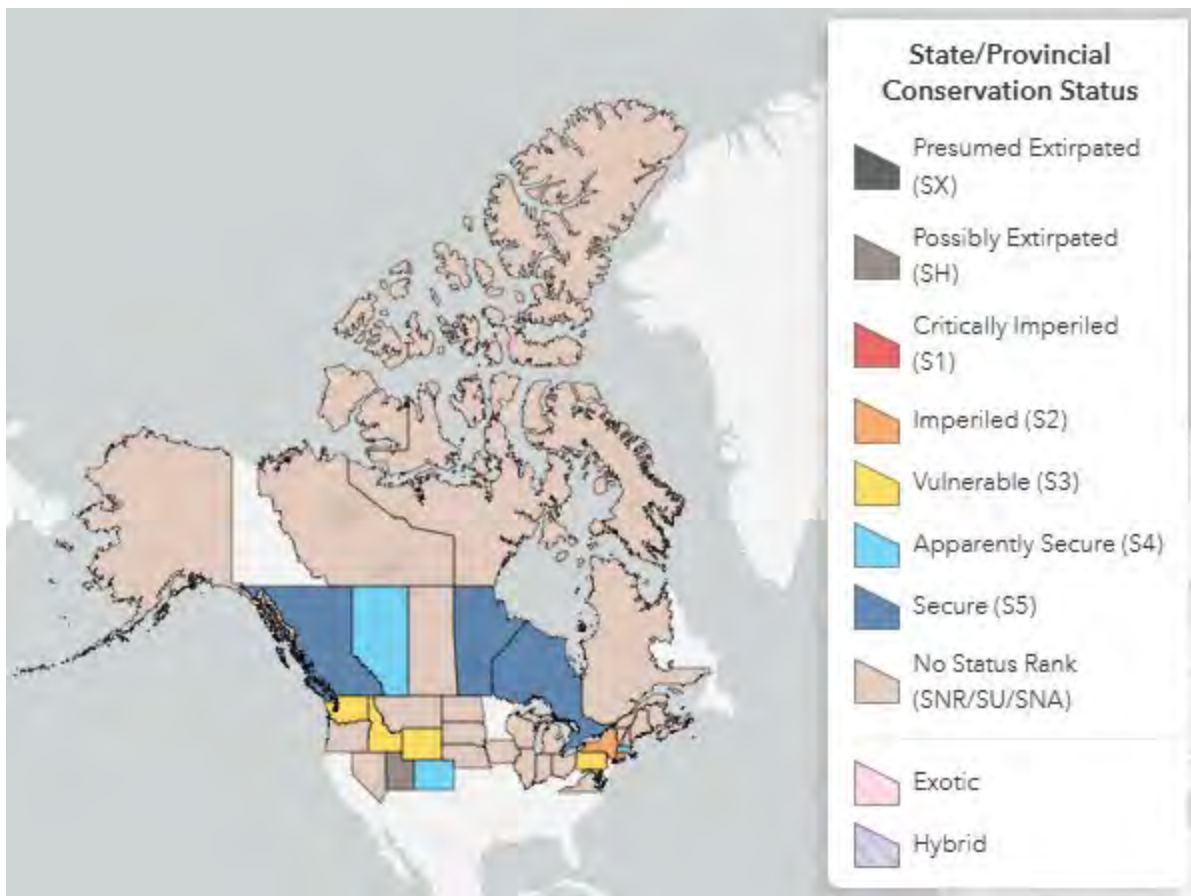 State/Provincial
Conservation Status
Presumed Extirpated
(SX)
Possibly Extirpated
(SH)
Critically Imperiled
(S1)
Imperiled (S2)
Vulnerable (S3)
Apparently Secure (S4)
Secure (S5)
No Status Rank
(SNR/SU/SNA)
Exotic
Hybrid